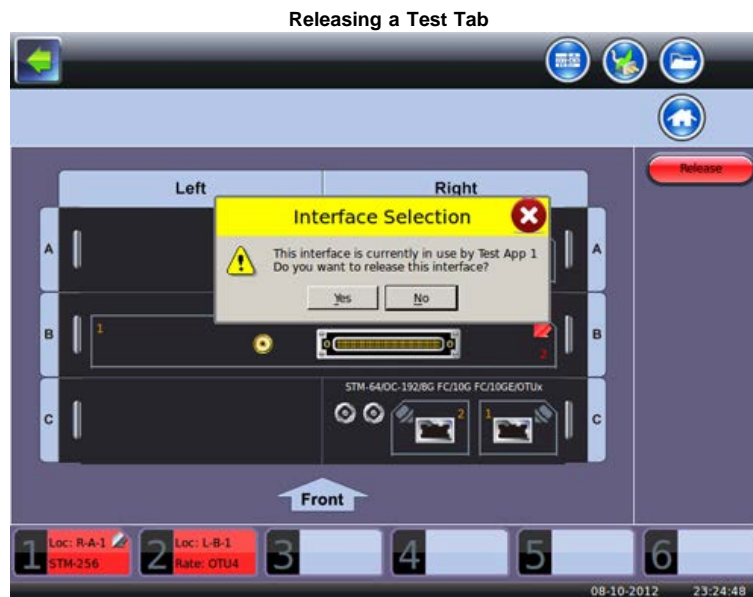 Releasing a Test Tab
Release
Left
Right
Interface Selection
This interface is currently in use by Test App 1
Do you want to release this interface?
Yes
No
A
A
B
1
2
B
STM-64/OC-192/8G FC/10G FC/10GE/OTUx
C
2
1
C
Front
1
Loc: R-A-1
STM-256
2
Loc: L-B-1
Rate: OTU4
3
4
5
6
08-10-2012 23:24:48